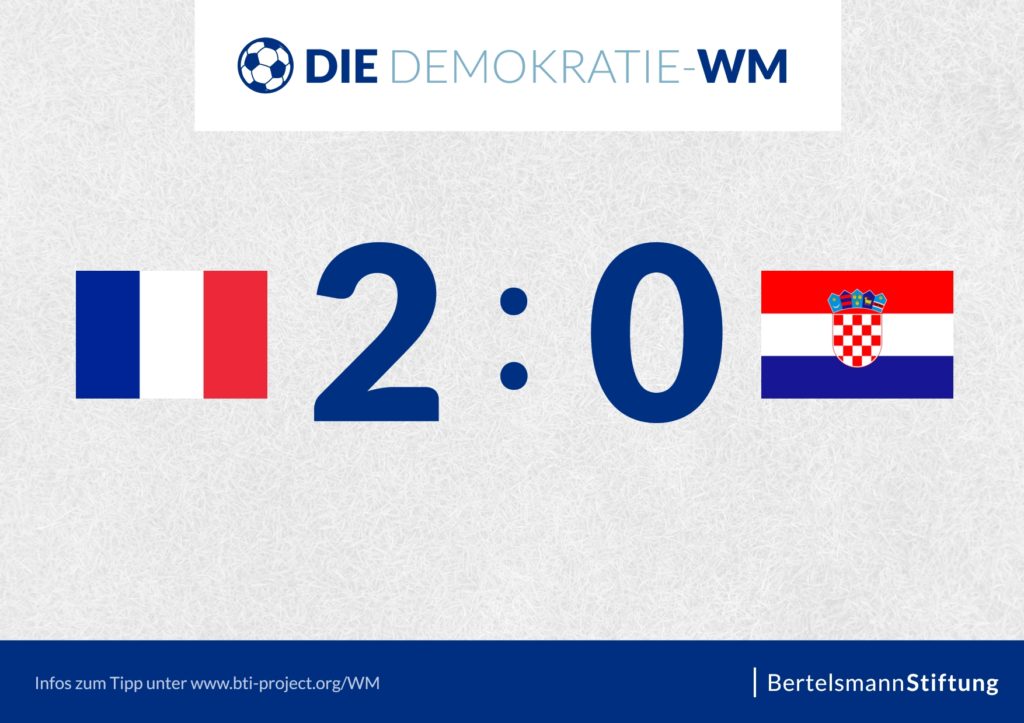 DIE DEMOKRATIE-WM
2:0
Infos zum Tipp unter www.bti-project.org/WM
BertelsmannStiftung